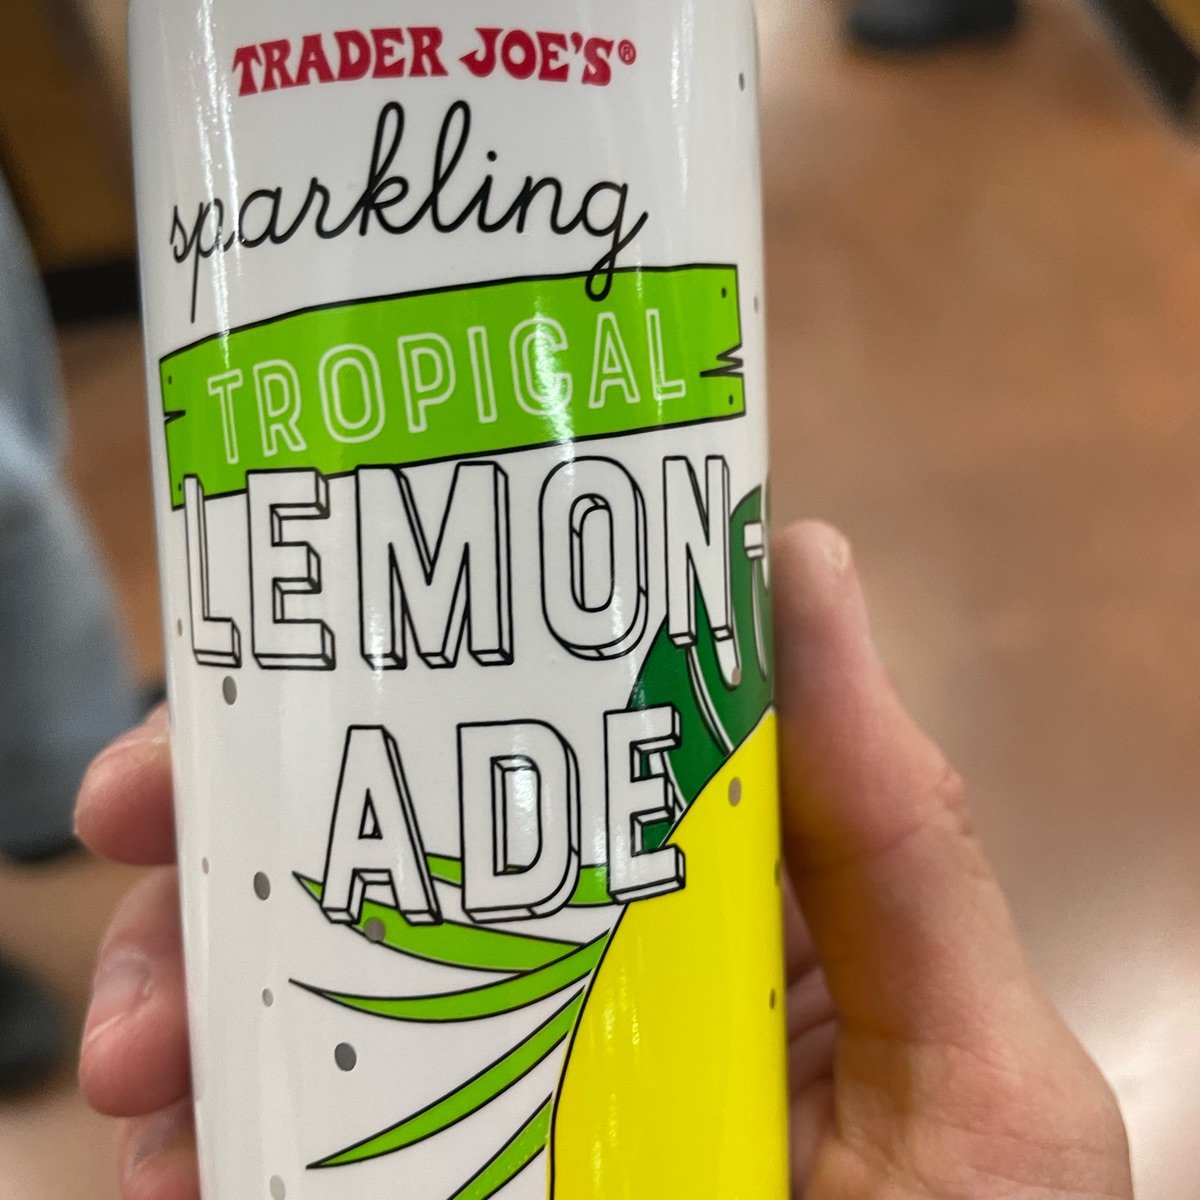 TRADER JOE'S®
sparkling
TROPICAL
LEMON
ADE